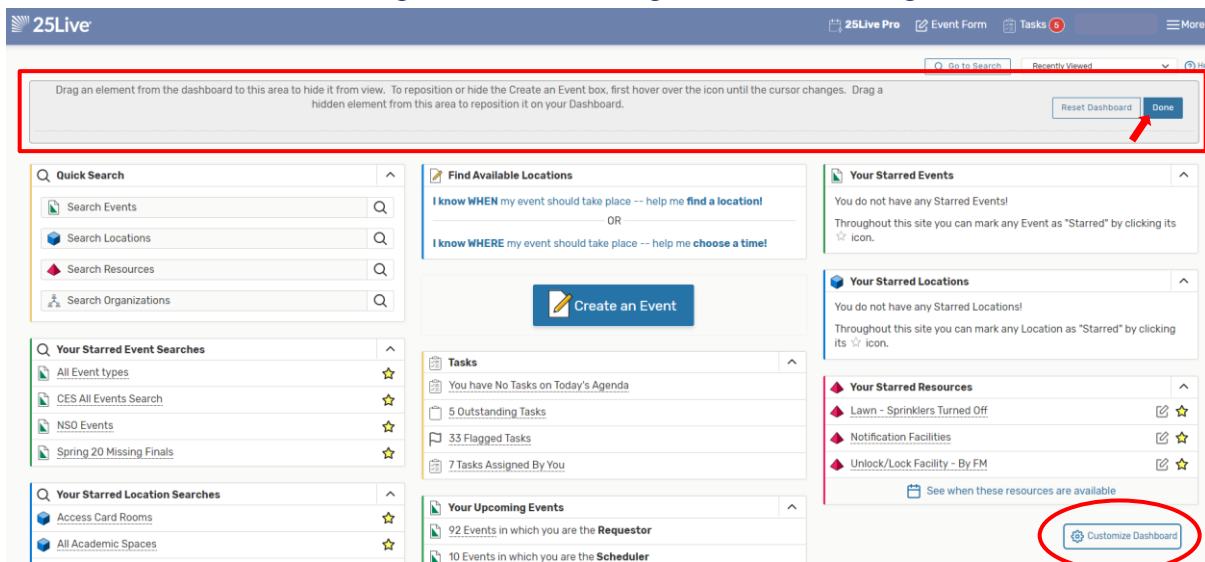 25Live
25Live Pro
Event Form
Tasks 5
More
Go to Search
Recently Viewed
Drag an element from the dashboard to this area to hide it from view. To reposition or hide the Create an Event box, first hover over the icon until the cursor changes. Drag a
hidden element from this area to reposition it on your Dashboard.
Reset Dashboard
Done
Quick Search
Search Events
Search Locations
Search Resources
Search Organizations
Your Starred Event Searches
All Event types
CES All Events Search
NSO Events
Spring 20 Missing Finals
Your Starred Location Searches
Access Card Rooms
All Academic Spaces
Find Available Locations
I know WHEN my event should take place -- help me find a location!
OR
I know WHERE my event should take place -- help me choose a time!
Create an Event
Tasks
You have No Tasks on Today's Agenda
5 Outstanding Tasks
33 Flagged Tasks
7 Tasks Assigned By You
Your Upcoming Events
92 Events in which you are the Requestor
10 Events in which you are the Scheduler
Your Starred Events
You do not have any Starred Events!
Throughout this site you can mark any Event as "Starred" by clicking its
icon.
Your Starred Locations
You do not have any Starred Locations!
Throughout this site you can mark any Location as "Starred" by clicking
its ☆ icon.
Your Starred Resources
Lawn - Sprinklers Turned Off
Notification Facilities
Unlock/Lock Facility - By FM
See when these resources are available
Customize Dashboard